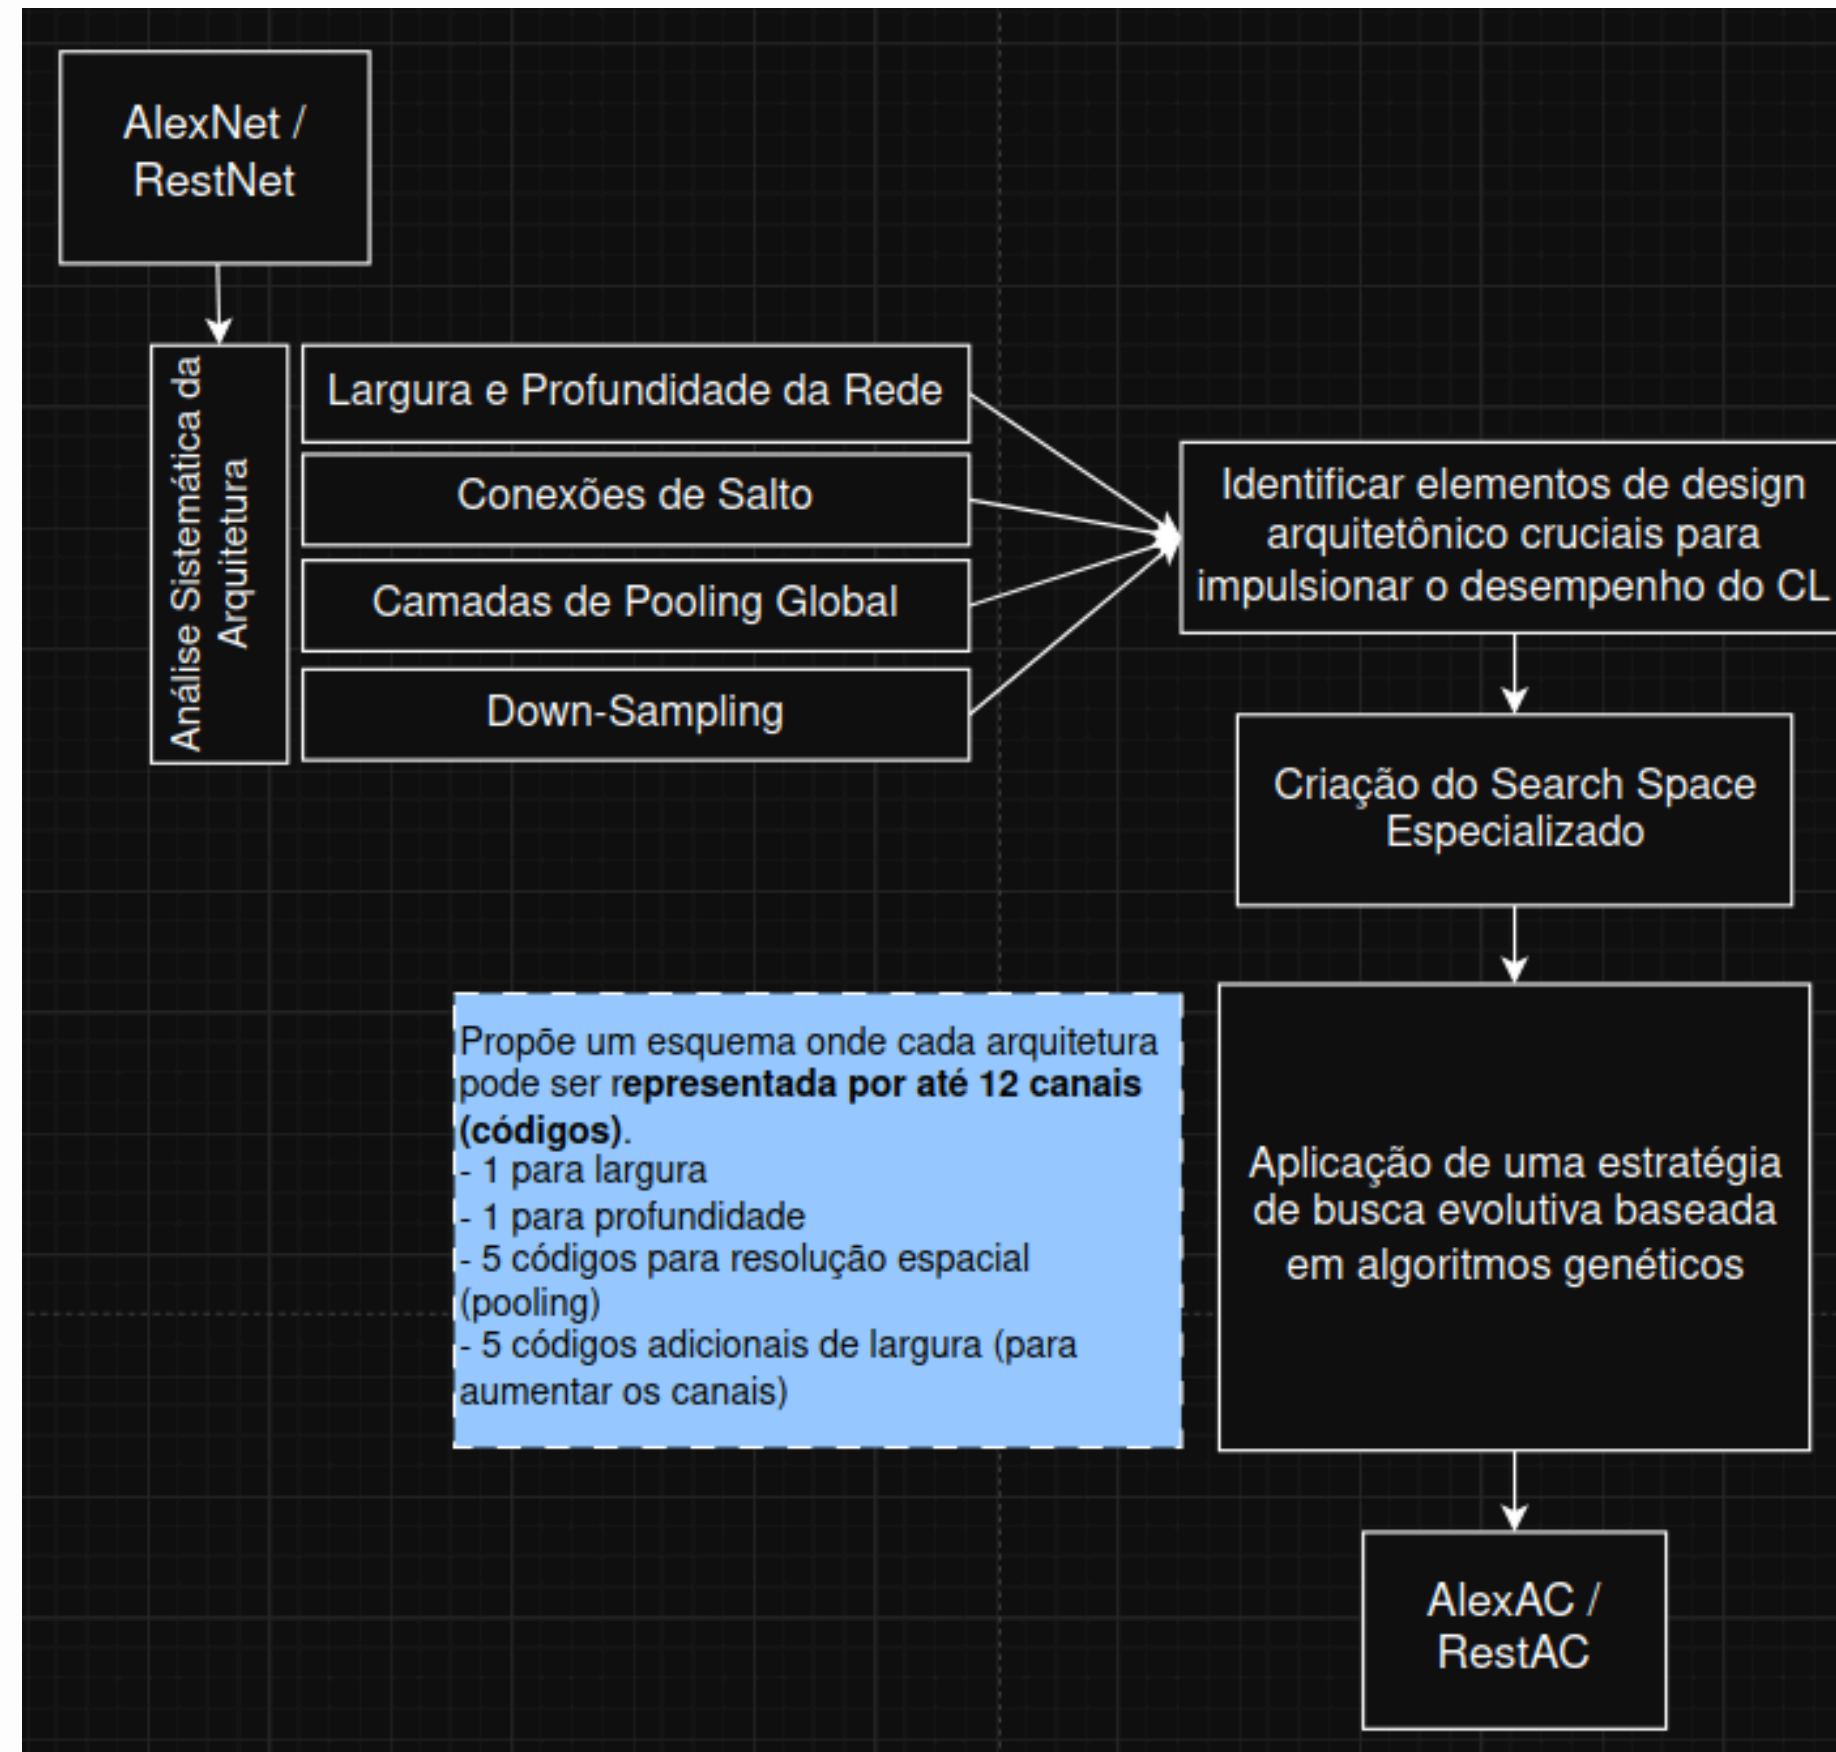 AlexNet /
RestNet
Análise Sistemática da
Arquitetura
Largura e Profundidade da Rede
Conexões de Salto
Camadas de Pooling Global
Down-Sampling
Identificar elementos de design
arquitetônico cruciais para
impulsionar o desempenho do CL
Criação do Search Space
Especializado
Propõe um esquema onde cada arquitetura
pode ser representada por até 12 canais
(códigos).
- 1 para largura
- 1 para profundidade
- 5 códigos para resolução espacial
(pooling)
- 5 códigos adicionais de largura (para
aumentar os canais)
Aplicação de uma estratégia
de busca evolutiva baseada
em algoritmos genéticos
AlexAC /
RestAC